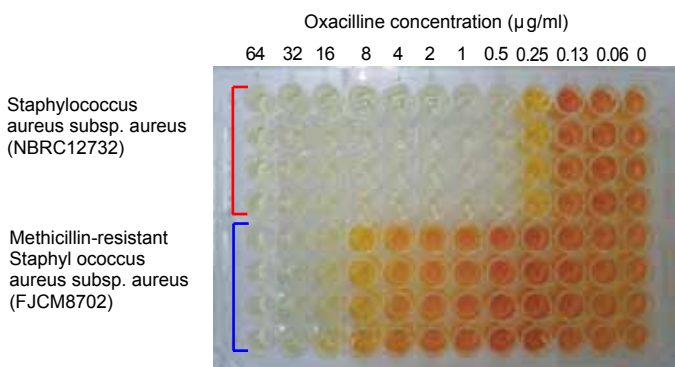 Oxacilline concentration (µg/ml)
64 32 16 8 4 2 1 0.5 0.25 0.13 0.06 0
Staphylococcus
aureus subsp. aureus
(NBRC12732)
Methicillin-resistant
Staphyl ococcus
aureus subsp. aureus
(FJCM8702)